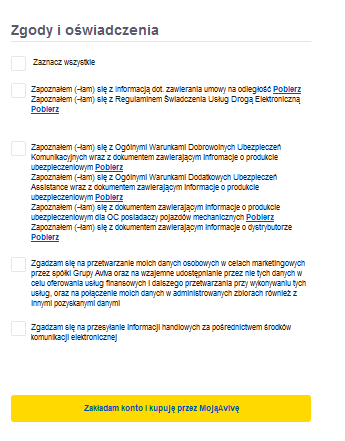 Zgody i oświadczenia
Zaznacz wszystkie
Zapoznałem (–łam) się z informacją dot. zawierania umowy na odległość Pobierz
Zapoznałem (–łam) się z Regulaminem Świadczenia Usług Drogą Elektroniczną
Pobierz
Zapoznałem (–łam) się z Ogólnymi Warunkami Dobrowolnych Ubezpieczeń
Komunikacyjnych wraz z dokumentem zawierającym infromacje o produkcie
ubezpieczeniowym Pobierz
Zapoznałem (–łam) się z Ogólnymi Warunkami Dodatkowych Ubezpieczeń
Assistance wraz z dokumentem zawierającym informacje o produkcie
ubezpieczeniowym Pobierz
Zapoznałem (–łam) się z dokumentem zawierającym informacje o produkcie
ubezpieczeniowym dla OC posiadaczy pojazdów mechanicznych Pobierz
Zapoznałem (–łam) się z dokumentem zawierającym informacje o dystrybutorze
Pobierz
Zgadzam się na przetwarzanie moich danych osobowych w celach marketingowych
przez spółki Grupy Aviva oraz na wzajemne udostępnianie przez nie tych danych w
celu oferowania usług finansowych i dalszego przetwarzania przy wykonywaniu tych
usług, oraz na połączenie moich danych w administrowanych zbiorach również z
innymi pozyskanymi danymi
Zgadzam się na przesyłanie informacji handlowych za pośrednictwem środków
komunikacji elektronicznej
Zakładam konto i kupuję przez MojąAvivę